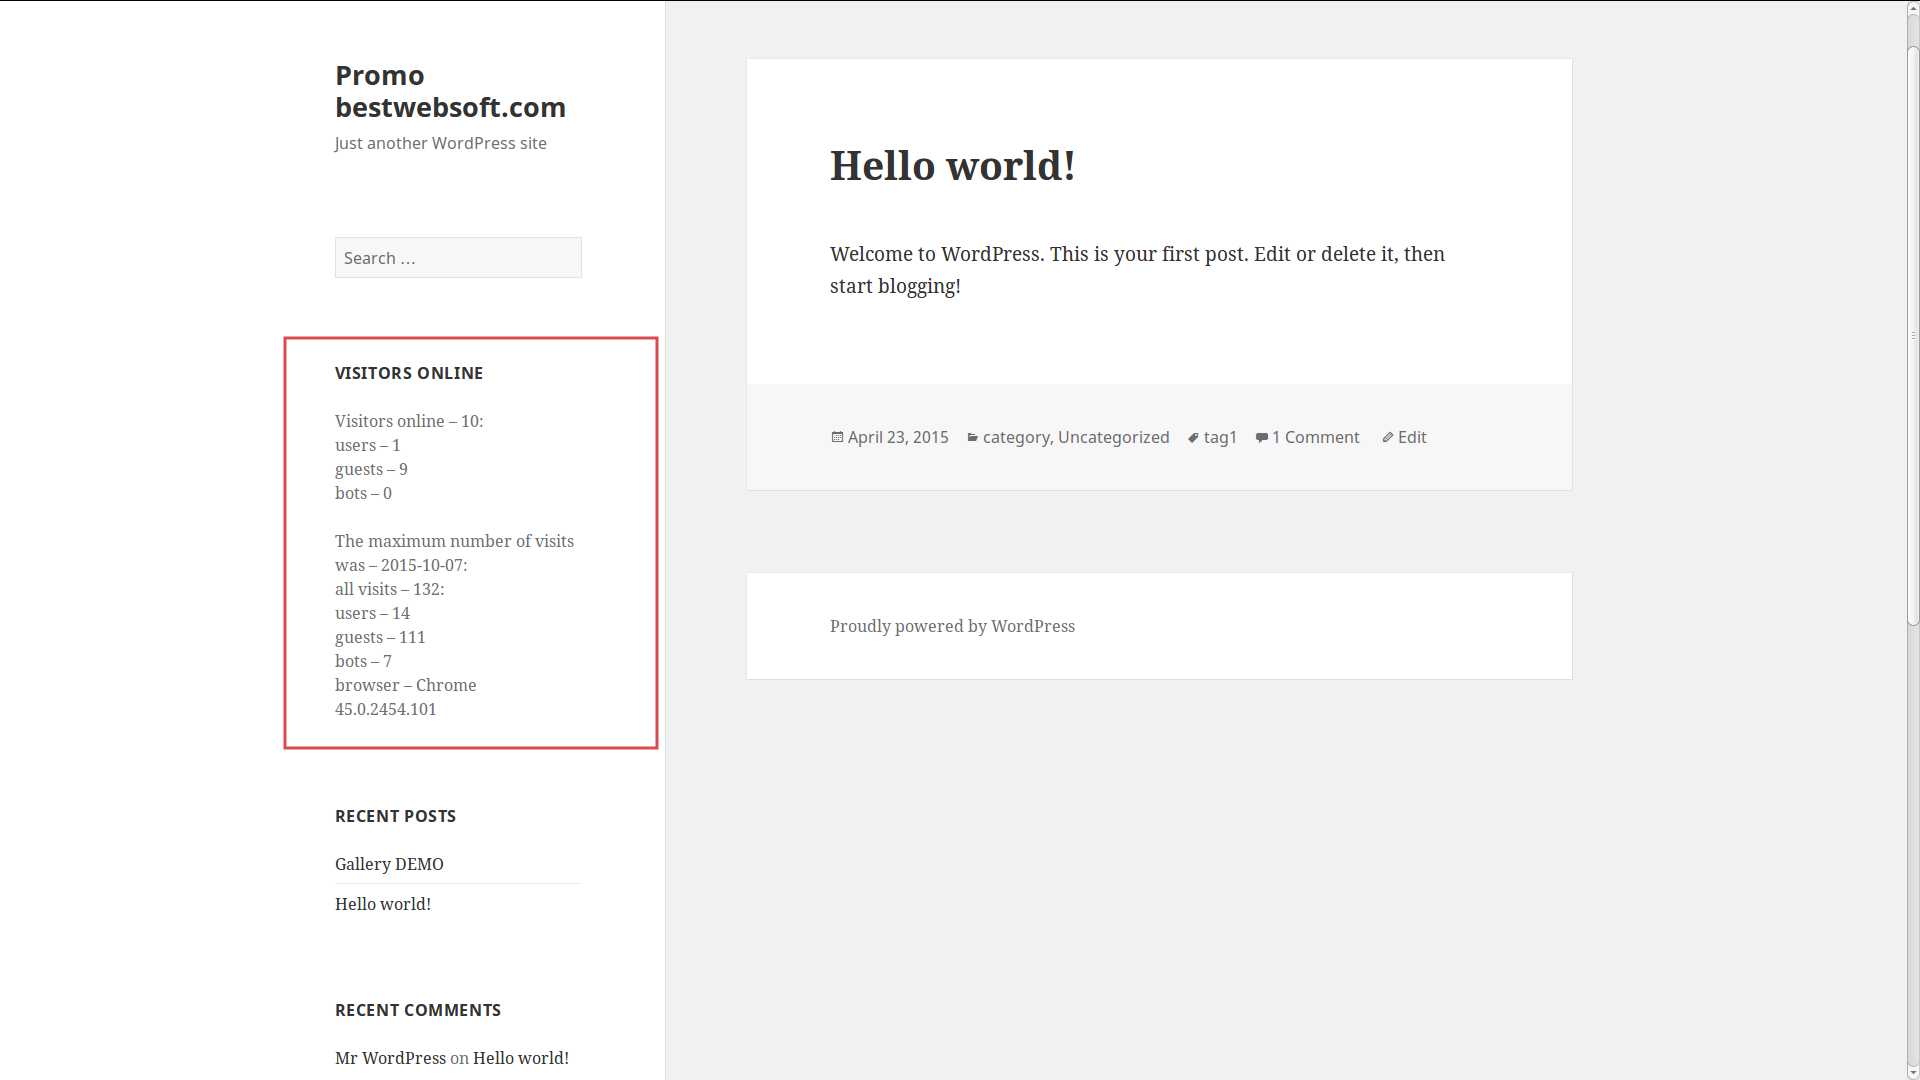 Promo
bestwebsoft.com
Just another WordPress site
Search …
VISITORS ONLINE
Visitors online – 10:
users – 1
guests – 9
bots – 0
The maximum number of visits
was – 2015-10-07:
all visits – 132:
users – 14
guests – 111
bots – 7
browser – Chrome
45.0.2454.101
RECENT POSTS
Gallery DEMO
Hello world!
RECENT COMMENTS
Mr WordPress on Hello world!
Hello world!
Welcome to WordPress. This is your first post. Edit or delete it, then
start blogging!
April 23, 2015 category, Uncategorized tag1 1 Comment Edit
Proudly powered by WordPress